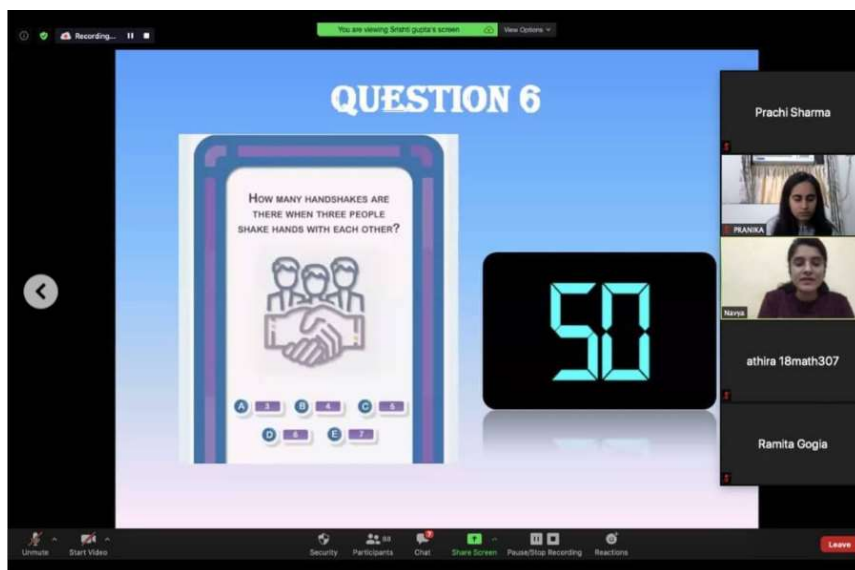 Recording...
You are viewing Srishti gupta's screen
View Options
QUESTION 6
HOW MANY HANDSHAKES ARE
THERE WHEN THREE PEOPLE
SHAKE HANDS WITH EACH OTHER?
A 3 B 4 C 5
D 6 E 7
50
Prachi Sharma
PRANIKA
Navya
athira 18math307
Ramita Gogia
Unmute
Start Video
Security
Participants
Chat
Share Screen
Pause/Stop Recording
Reactions
Leave